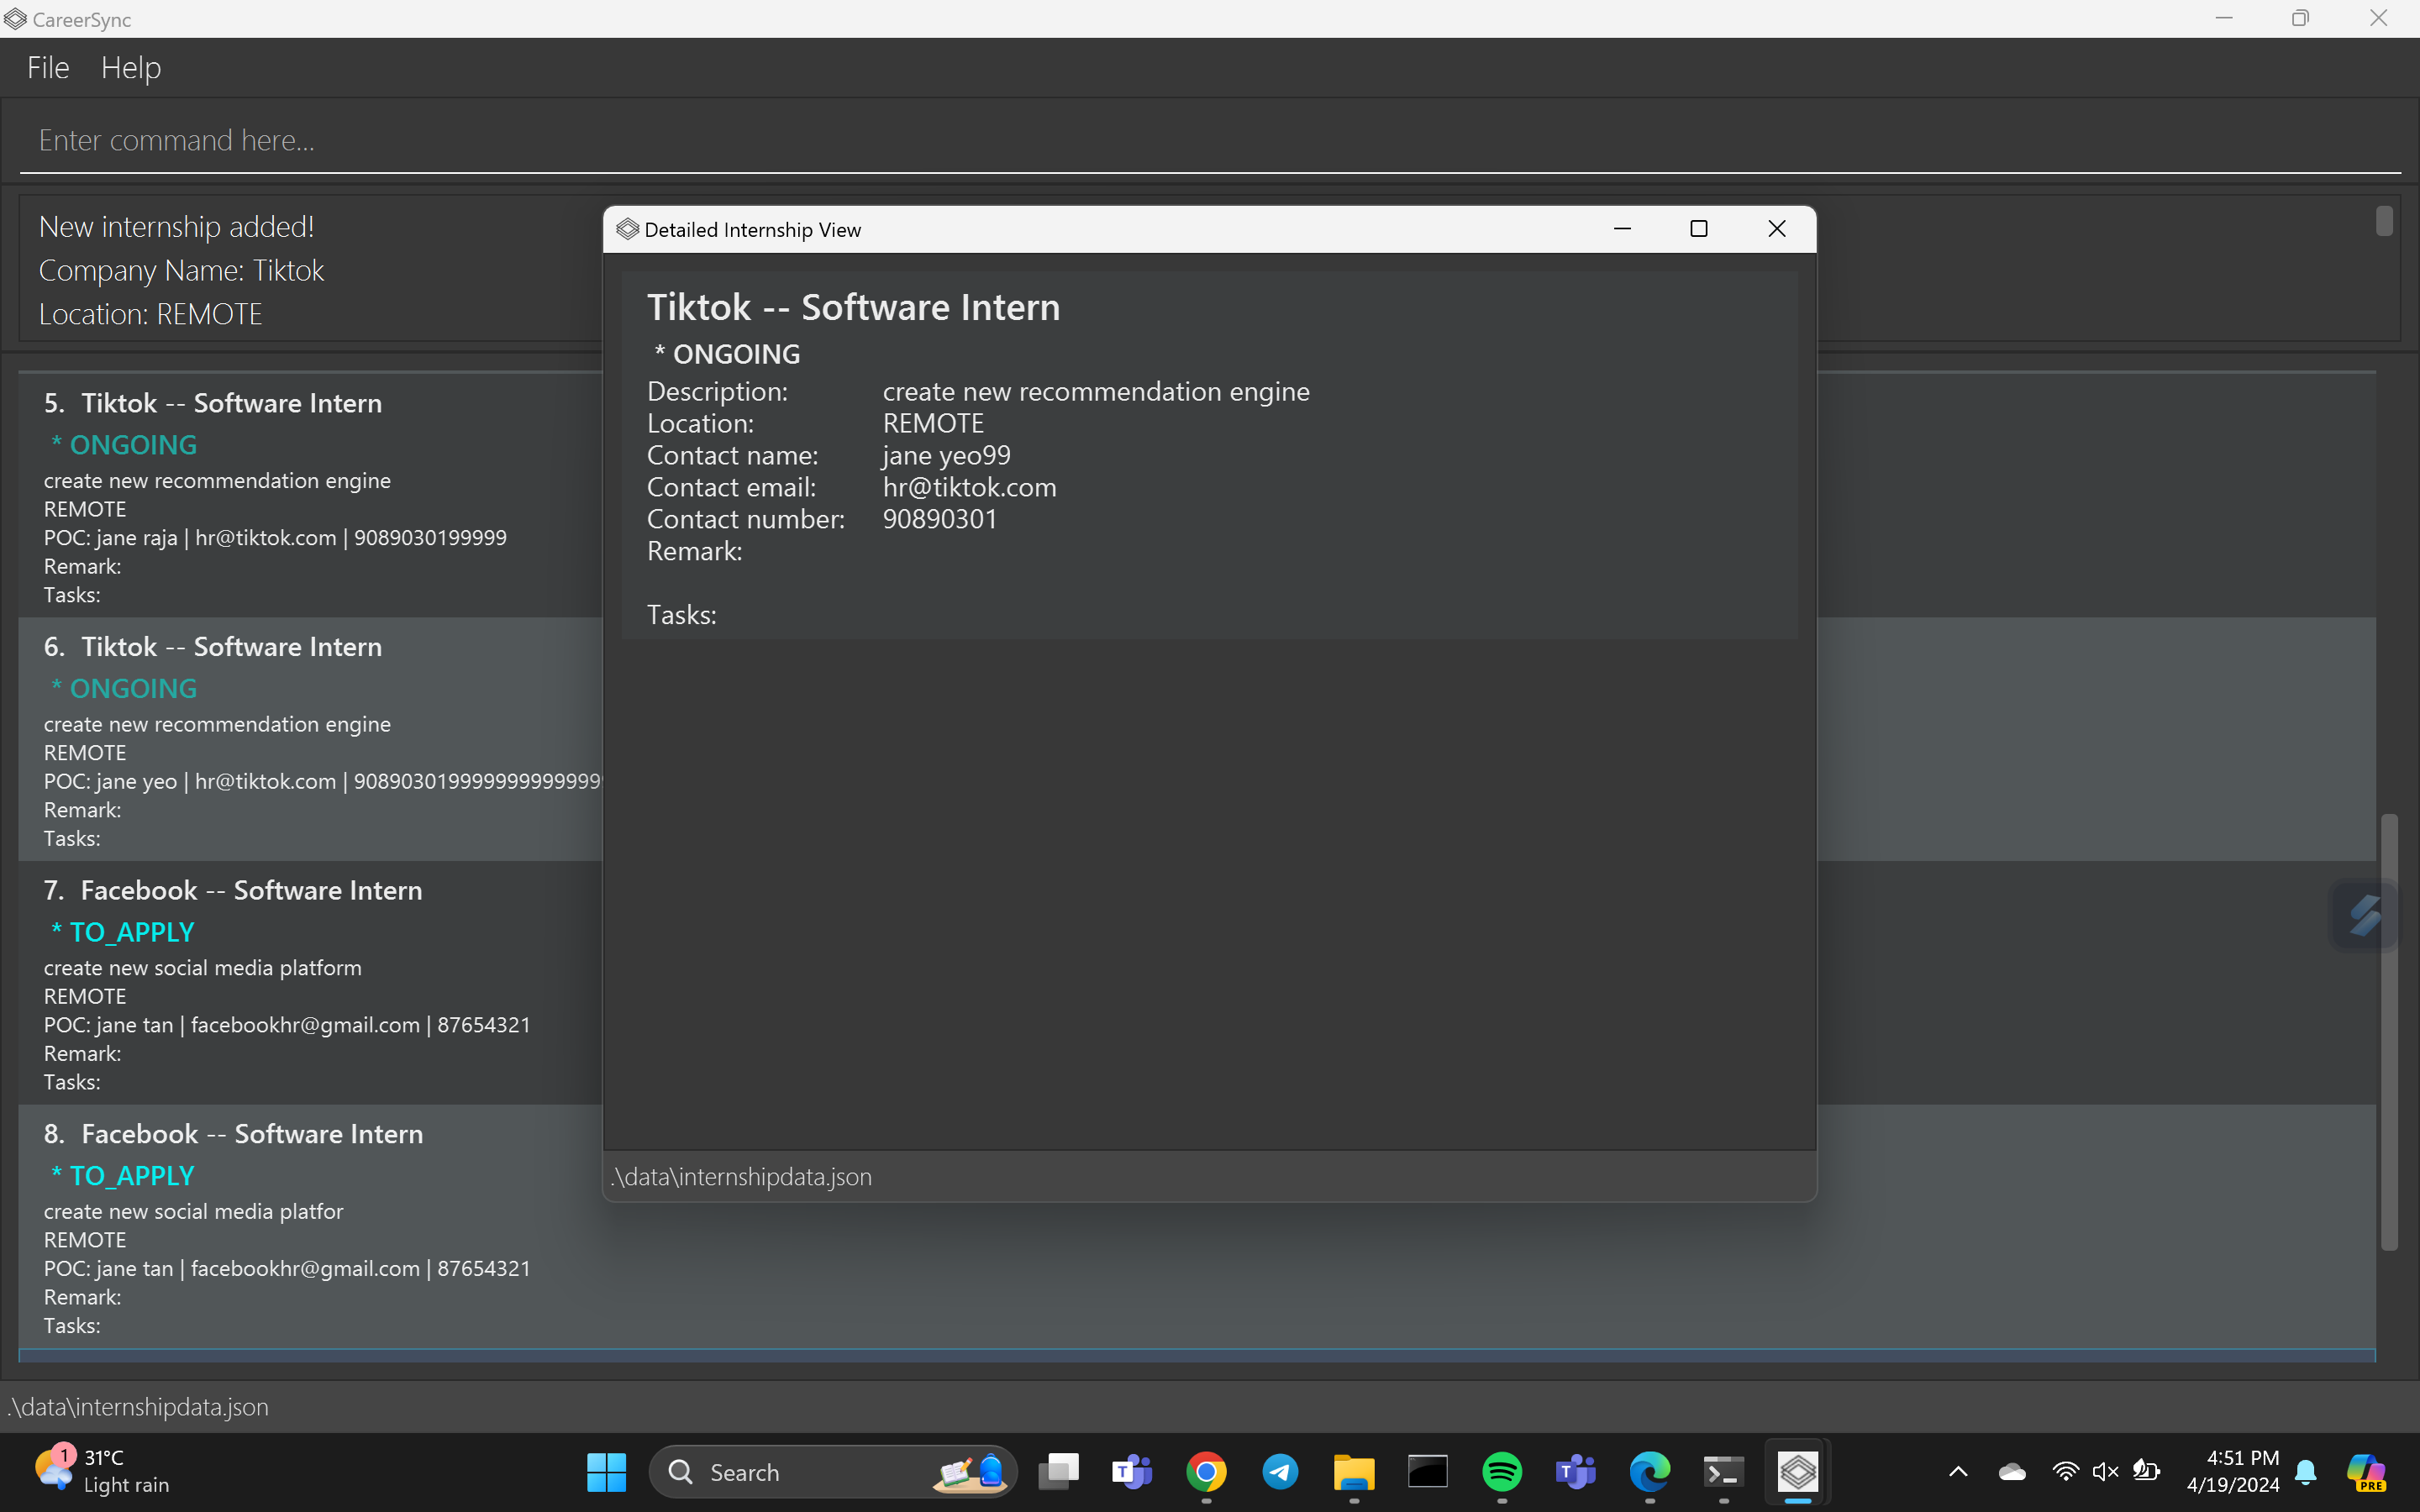 CareerSync
File Help
Enter command here...
New internship added!
Company Name: Tiktok
Location: REMOTE
5. Tiktok -- Software Intern
* ONGOING
create new recommendation engine
REMOTE
POC: jane raja | hr@tiktok.com | 9089030199999
Remark:
Tasks:
6. Tiktok -- Software Intern
* ONGOING
create new recommendation engine
REMOTE
POC: jane yeo | hr@tiktok.com |
Remark:
Tasks:
7. Facebook -- Software Intern
* TO_APPLY
create new social media platform
REMOTE
POC: jane tan | facebookhr@gmail.com | 87654321
Remark:
Tasks:
8. Facebook -- Software Intern
* TO_APPLY
create new social media platfor
REMOTE
POC: jane tan | facebookhr@gmail.com | 87654321
Remark:
Tasks:
Detailed Internship View
Tiktok -- Software Intern
* ONGOING
Description: create new recommendation engine
Location: REMOTE
Contact name: jane yeo99
Contact email: hr@tiktok.com
Contact number: 90890301
Remark:
Tasks:
.\data\internshipdata.json
.\data\internshipdata.json
1
31°C
Light rain
Search
T
T
4:51 PM
4/19/2024
PRE